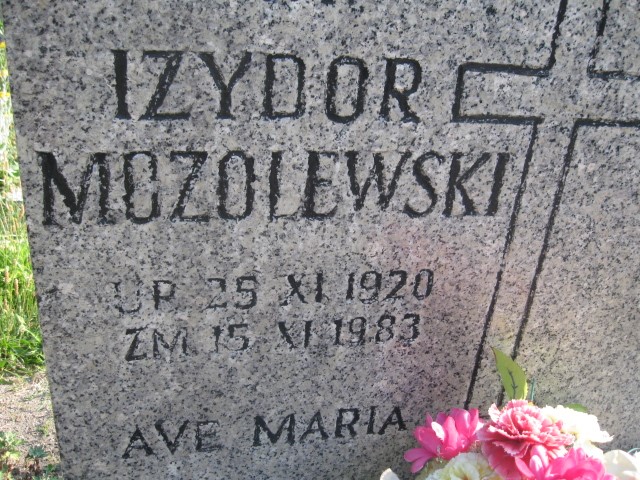 IZYDOR
MOZOLEWSKI
UR 25 XI 1920
ZM 15 XI 1983
AVE MARIA